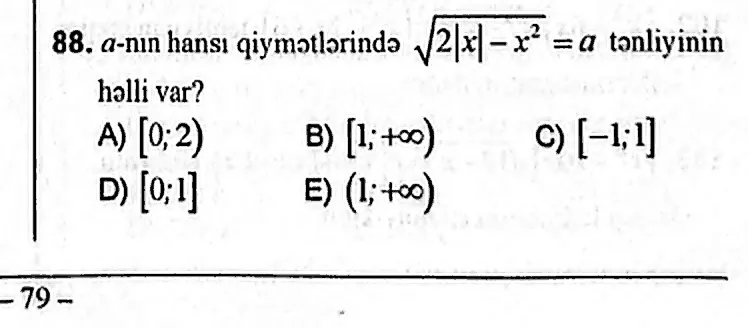 88. a-nın hansı qiymətlərində √(2|x| − x²) = a tənliyinin
həlli var?
A) [0; 2) B) [1; +∞) C) [−1; 1]
D) [0; 1] E) (1; +∞)
– 79 –